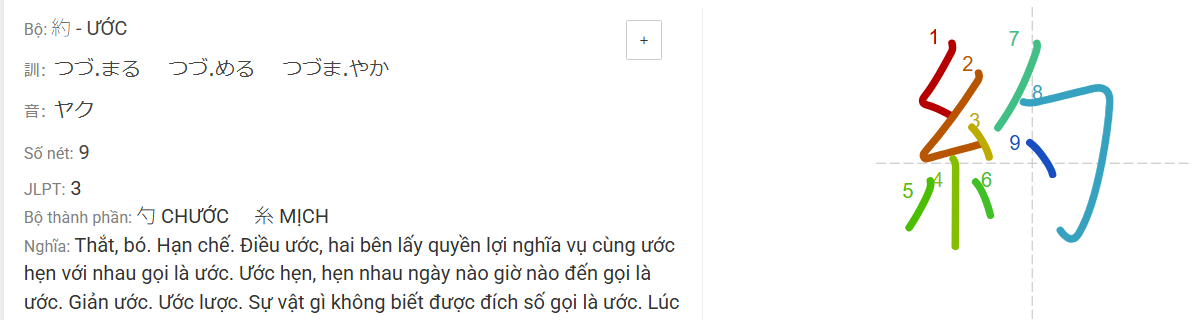 Bộ: 約 - ƯỚC
+
訓: つづ.まる つづ.める つづま.やか
音: ヤク
Số nét: 9
JLPT: 3
Bộ thành phần: 勺 CHƯỚC 糸 MỊCH
Nghĩa: Thắt, bó. Hạn chế. Điều ước, hai bên lấy quyền lợi nghĩa vụ cùng ước
hẹn với nhau gọi là ước. Ước hẹn, hẹn nhau ngày nào giờ nào đến gọi là
ước. Giản ước. Ước lược. Sự vật gì không biết được đích số gọi là ước. Lúc
約
1
2
3
4
5
6
7
8
9